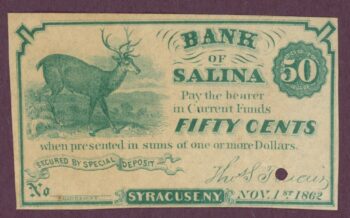 BANK
OF
SALINA
50
Pay the bearer
in Current Funds
FIFTY CENTS
when presented in sums of one or more Dollars.
SECURED BY SPECIAL DEPOSIT
No
SYRACUSE, NY
NOV. 1ST 1862